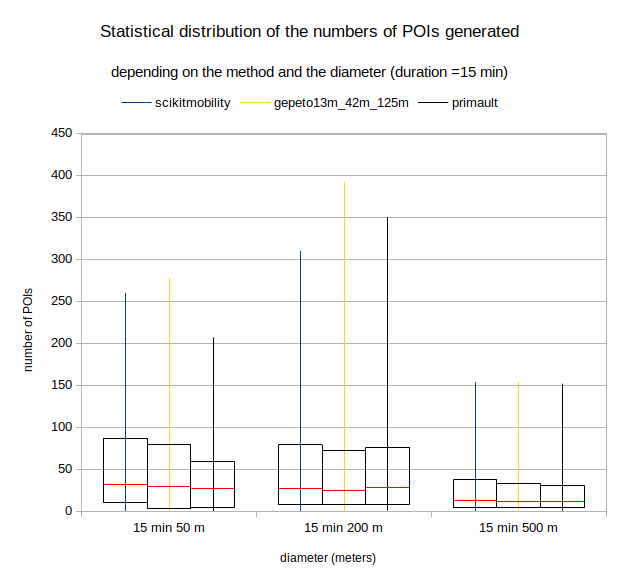 Statistical distribution of the numbers of POIs generated
depending on the method and the diameter (duration =15 min)
scikitmobility gepeto13m_42m_125m primault
450
400
350
300
250
200
150
100
50
0
number of POIs
15 min 50 m 15 min 200 m 15 min 500 m
diameter (meters)